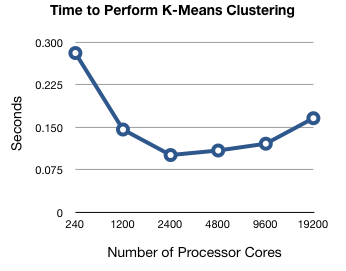 Time to Perform K-Means Clustering
0.300
0.225
0.150
0.075
0
Seconds
240 1200 2400 4800 9600 19200
Number of Processor Cores